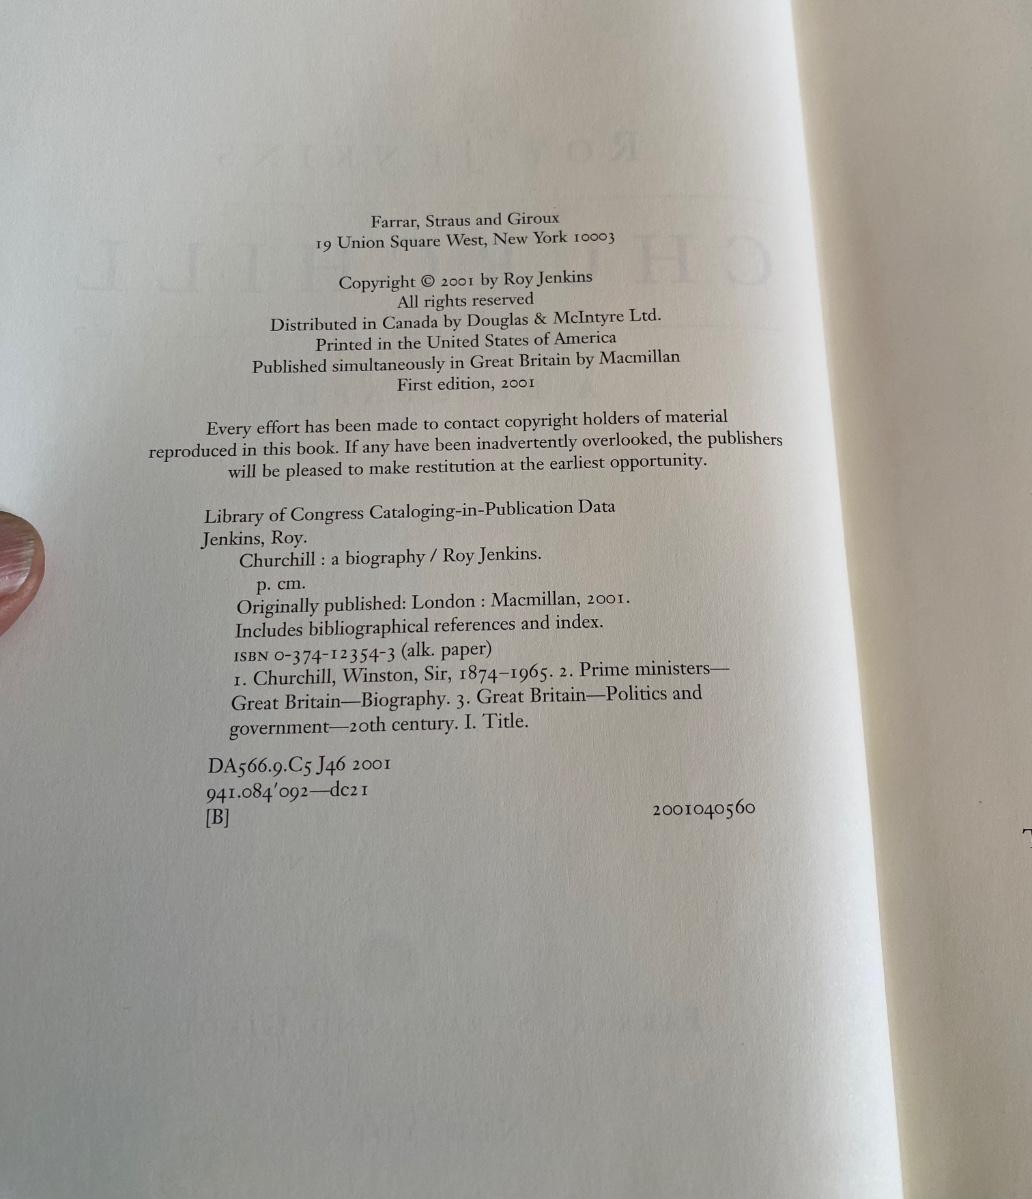 Farrar, Straus and Giroux
19 Union Square West, New York 10003
Copyright © 2001 by Roy Jenkins
All rights reserved
Distributed in Canada by Douglas & McIntyre Ltd.
Printed in the United States of America
Published simultaneously in Great Britain by Macmillan
First edition, 2001
Every effort has been made to contact copyright holders of material
reproduced in this book. If any have been inadvertently overlooked, the publishers
will be pleased to make restitution at the earliest opportunity.
Library of Congress Cataloging-in-Publication Data
Jenkins, Roy.
Churchill : a biography / Roy Jenkins.
p. cm.
Originally published: London : Macmillan, 2001.
Includes bibliographical references and index.
ISBN 0-374-12354-3 (alk. paper)
1. Churchill, Winston, Sir, 1874–1965. 2. Prime ministers—
Great Britain—Biography. 3. Great Britain—Politics and
government—20th century. I. Title.
DA566.9.C5 J46 2001
941.084'092—dc21
[B]
2001040560